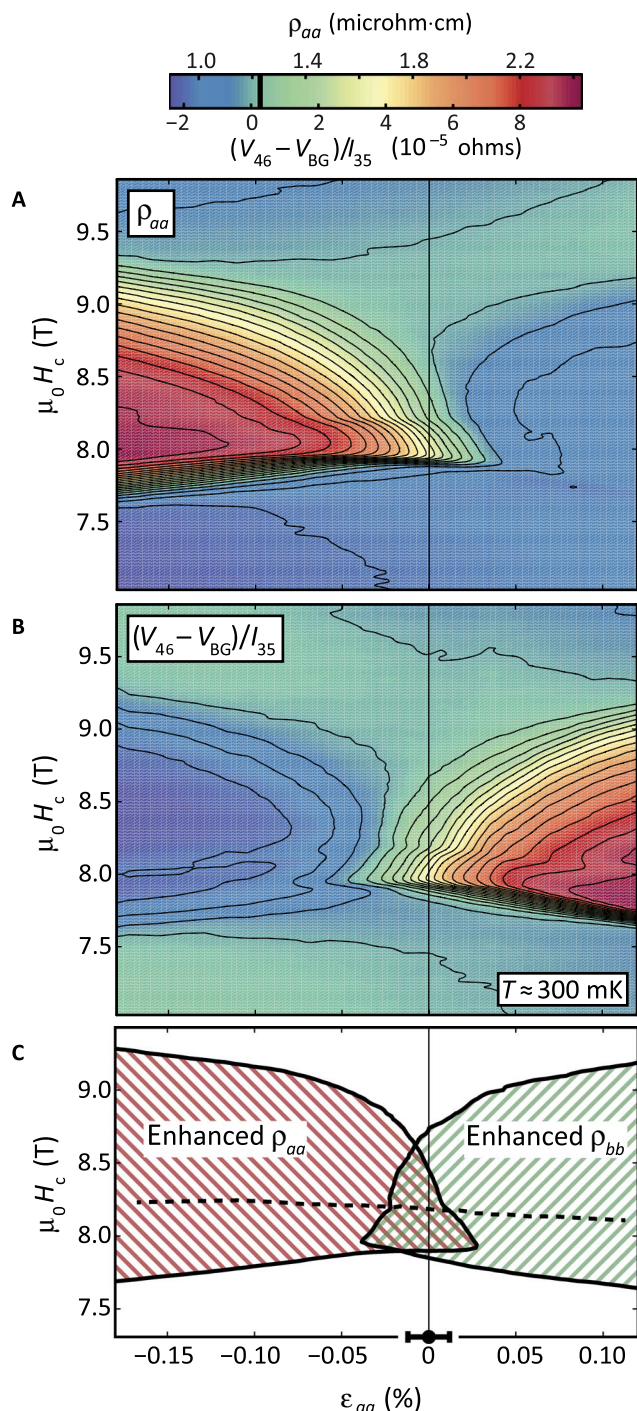 ρaa (microhm·cm)
1.0 1.4 1.8 2.2
−2 0 2 4 6 8
(V46 – VBG)/I35 (10−5 ohms)
A
ρaa
9.5
9.0
8.5
8.0
7.5
μ0Hc (T)
B
(V46 – VBG)/I35
9.5
9.0
8.5
8.0
7.5
μ0Hc (T)
T ≈ 300 mK
C
9.0
8.5
8.0
7.5
μ0Hc (T)
Enhanced ρaa Enhanced ρbb
−0.15 −0.10 −0.05 0 0.05 0.10
εaa (%)